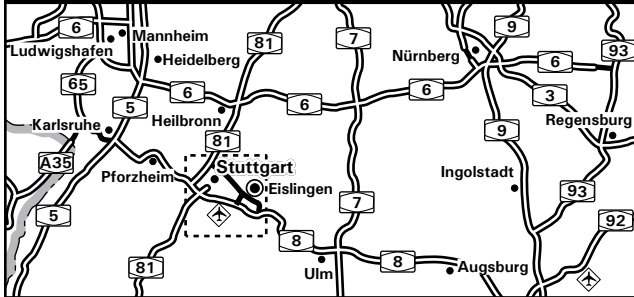 6
Mannheim
Ludwigshafen
Heidelberg
81
7
9
Nürnberg
93
6
65
5
6
6
3
Karlsruhe
Heilbronn
9
Regensburg
81
A35
Pforzheim
Stuttgart
Eislingen
Ingolstadt
7
93
5
92
8
81
Ulm
8
Augsburg